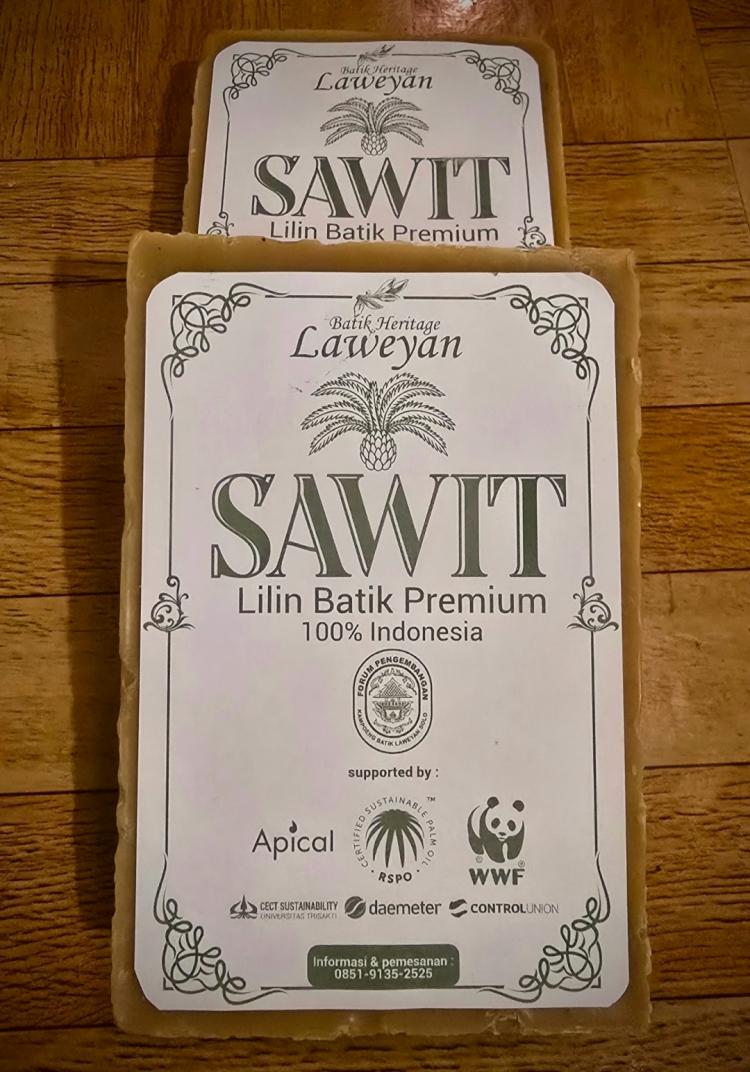 Batik Heritage
Laweyan
SAWIT
Lilin Batik Premium
Batik Heritage
Laweyan
SAWIT
Lilin Batik Premium
100% Indonesia
FORUM PENGEMBANGAN
KAMPOENG BATIK LAWEYAN SOLO
supported by :
Apical
CERTIFIED SUSTAINABLE PALM OIL ™
RSPO
© ®
WWF
CECT SUSTAINABILITY
UNIVERSITAS TRISAKTI
daemeter
CONTROLUNION
Informasi & pemesanan :
0851-9135-2525